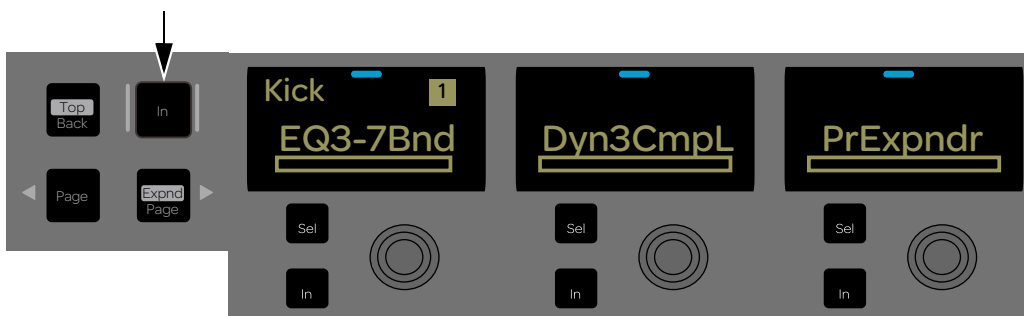 Top
Back
In
Page
Expnd
Page
Kick 1
EQ3-7Bnd
Dyn3CmpL
PrExpndr
Sel
Sel
Sel
In
In
In